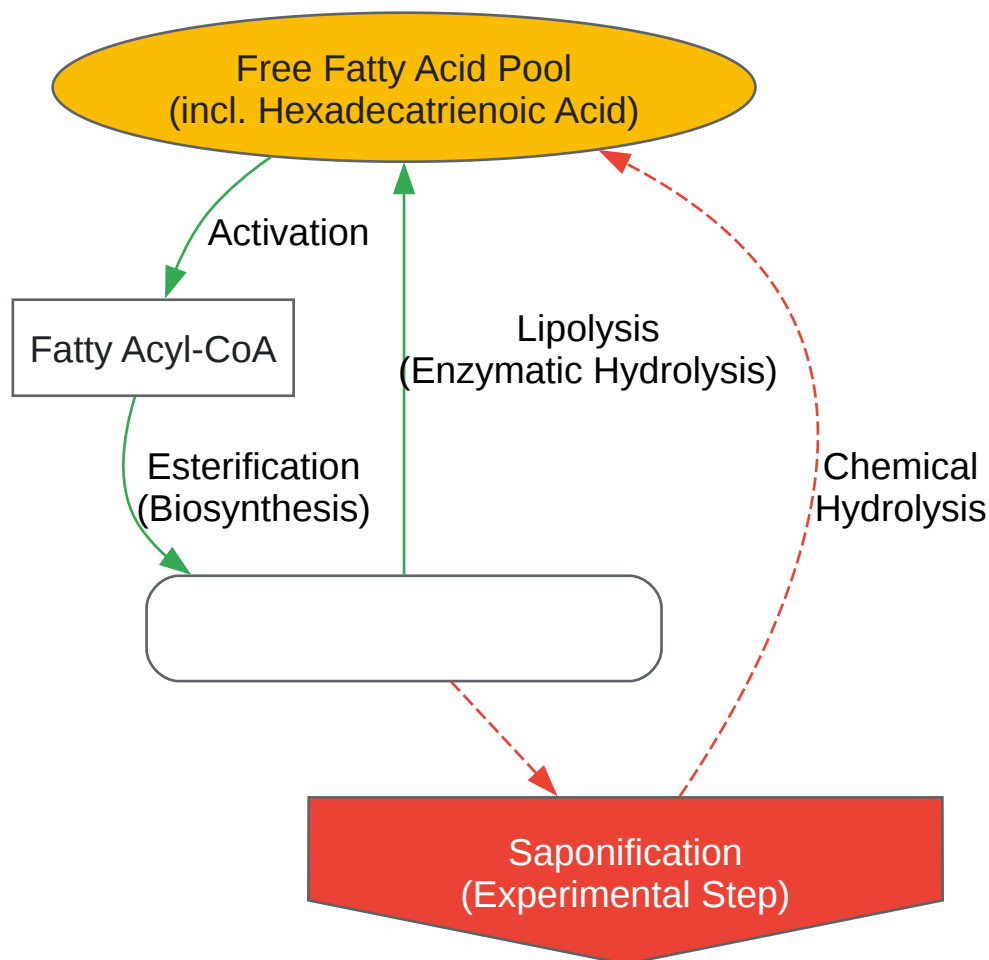 Free Fatty Acid Pool
(incl. Hexadecatrienoic Acid)
Activation
Fatty Acyl-CoA
Lipolysis
(Enzymatic Hydrolysis)
Esterification
(Biosynthesis)
Chemical
Hydrolysis
Saponification
(Experimental Step)